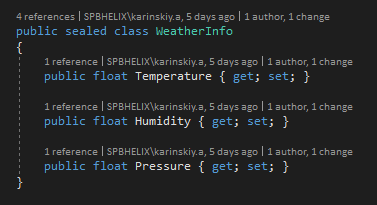 4 references | SPBHELIX\karinskiy.a, 5 days ago | 1 author, 1 change
public sealed class WeatherInfo
{
1 reference | SPBHELIX\karinskiy.a, 5 days ago | 1 author, 1 change
public float Temperature { get; set; }
1 reference | SPBHELIX\karinskiy.a, 5 days ago | 1 author, 1 change
public float Humidity { get; set; }
1 reference | SPBHELIX\karinskiy.a, 5 days ago | 1 author, 1 change
public float Pressure { get; set; }
}